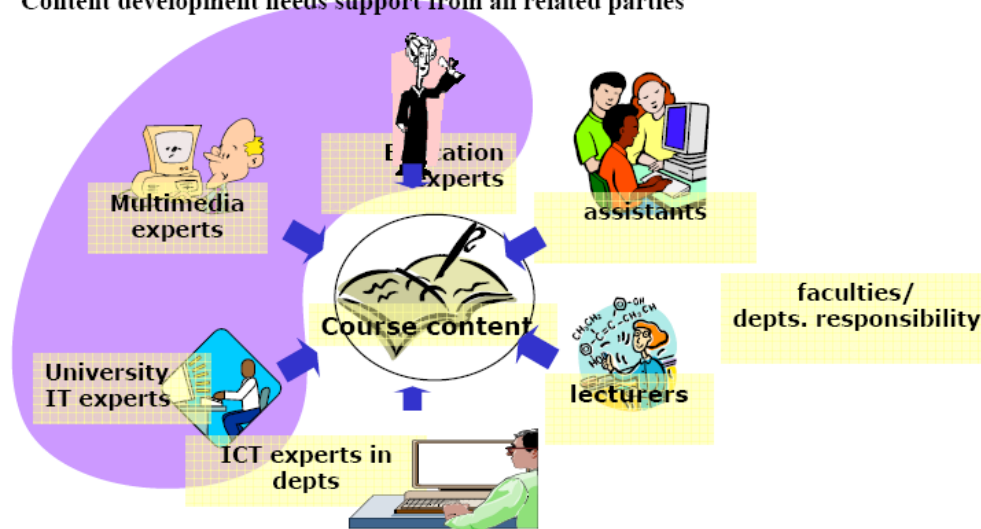 Content development needs support from all related parties
Multimedia
experts
experts
assistants
Course content
faculties/
depts. responsibility
University
IT experts
lecturers
ICT experts in
depts